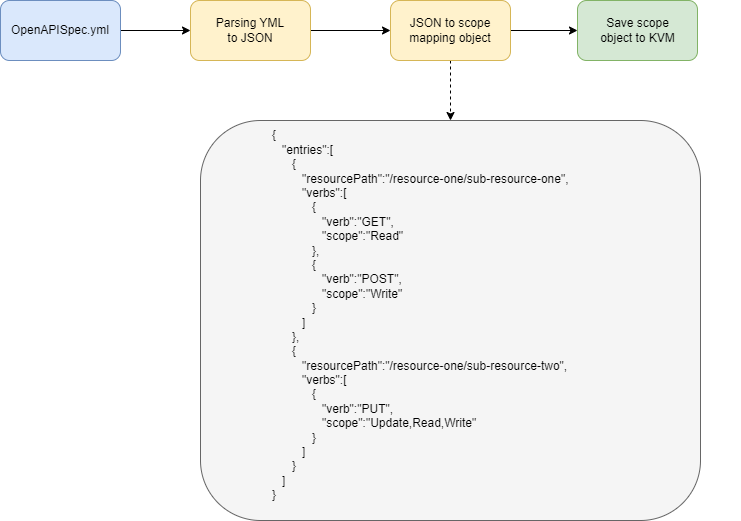 OpenAPISpec.yml
Parsing YML
to JSON
JSON to scope
mapping object
Save scope
object to KVM
{
"entries":[
{
"resourcePath":"/resource-one/sub-resource-one",
"verbs":[
{
"verb":"GET",
"scope":"Read"
},
{
"verb":"POST",
"scope":"Write"
}
]
},
{
"resourcePath":"/resource-one/sub-resource-two",
"verbs":[
{
"verb":"PUT",
"scope":"Update,Read,Write"
}
]
}
]
}